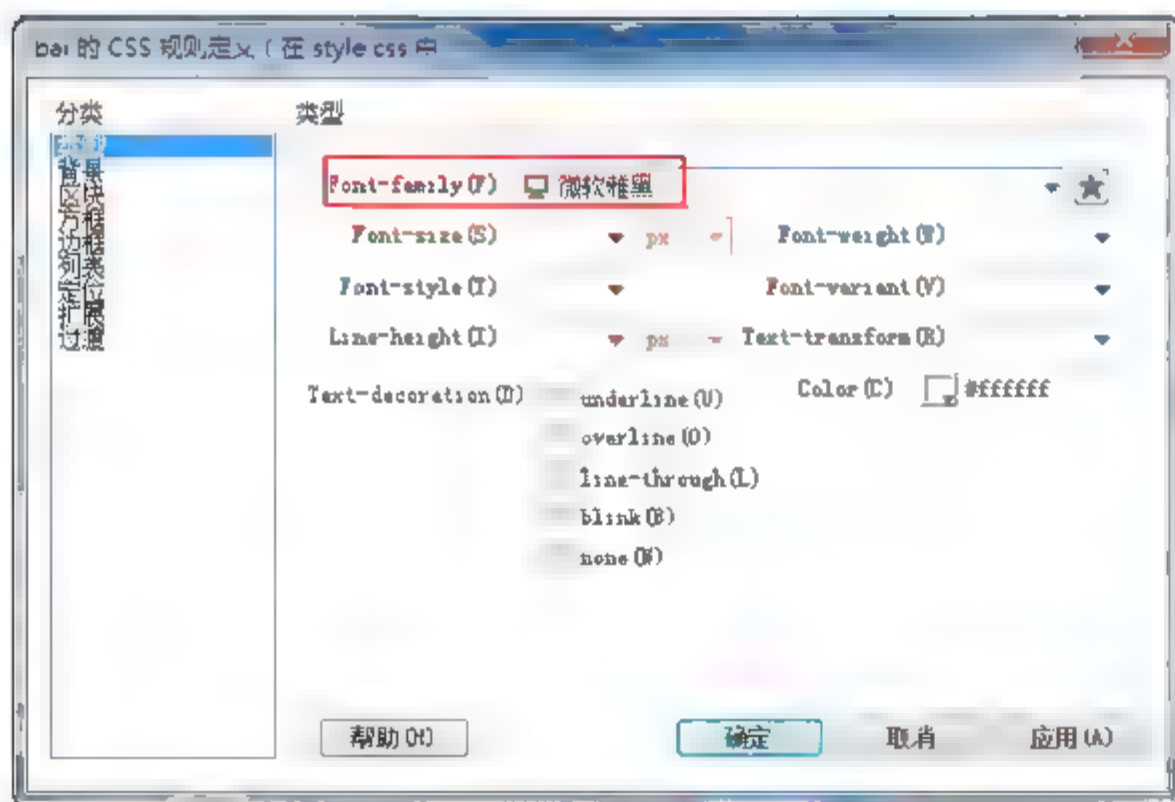 bai 的 CSS 规则定义 ( 在 style css 中
分类
类型
类型
背景
区块
方框
边框
列表
定位
扩展
过渡
Font-family(F) 微软雅黑
Font-size(S) px Font-weight(W)
Font-style(T) Font-variant(V)
Line-height(I) px Text-transform(R)
Text-decoration(D) underline(U) Color(C) #ffffff
overline(O)
line-through(L)
blink(B)
none(N)
帮助(H) 确定 取消 应用(A)